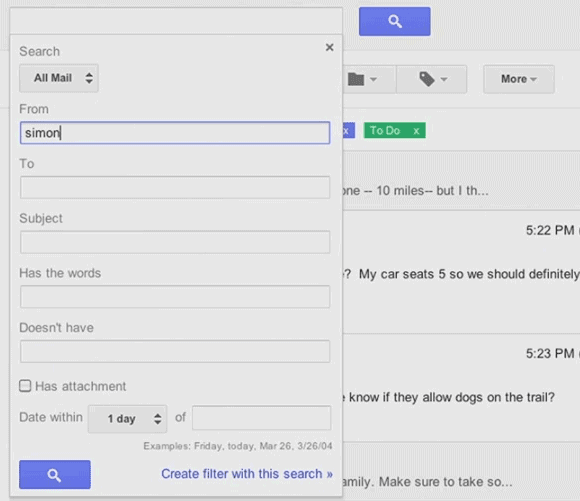 Search
×
All Mail
More
From
simon
x To Do x
To
one -- 10 miles-- but I th...
Subject
5:22 PM
Has the words
? My car seats 5 so we should definitely
Doesn't have
5:23 PM
Has attachment
know if they allow dogs on the trail?
Date within 1 day of
Examples: Friday, today, Mar 26, 3/26/04
Create filter with this search »
amily. Make sure to take so...